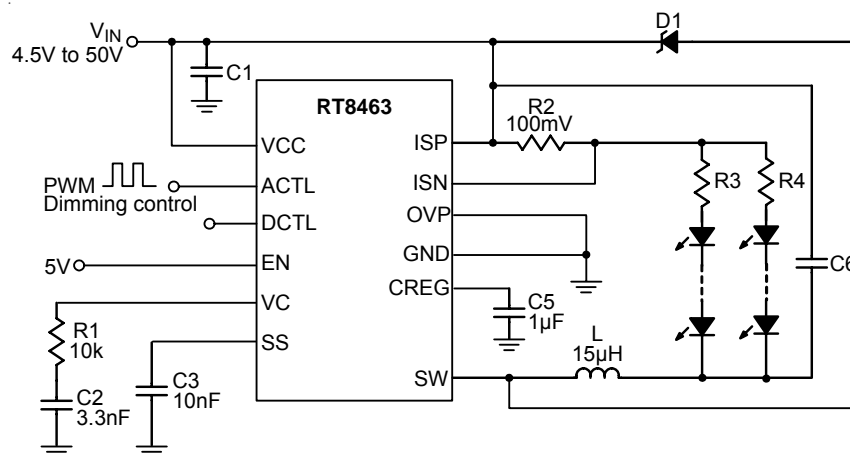 VIN
4.5V to 50V
D1
C1
RT8463
R2
100mV
VCC
ISP
PWM
ACTL
ISN
R3
R4
Dimming control
DCTL
OVP
5V
EN
GND
C6
VC
CREG
C5
1µF
R1
10k
SS
L
15µH
C3
10nF
SW
C2
3.3nF